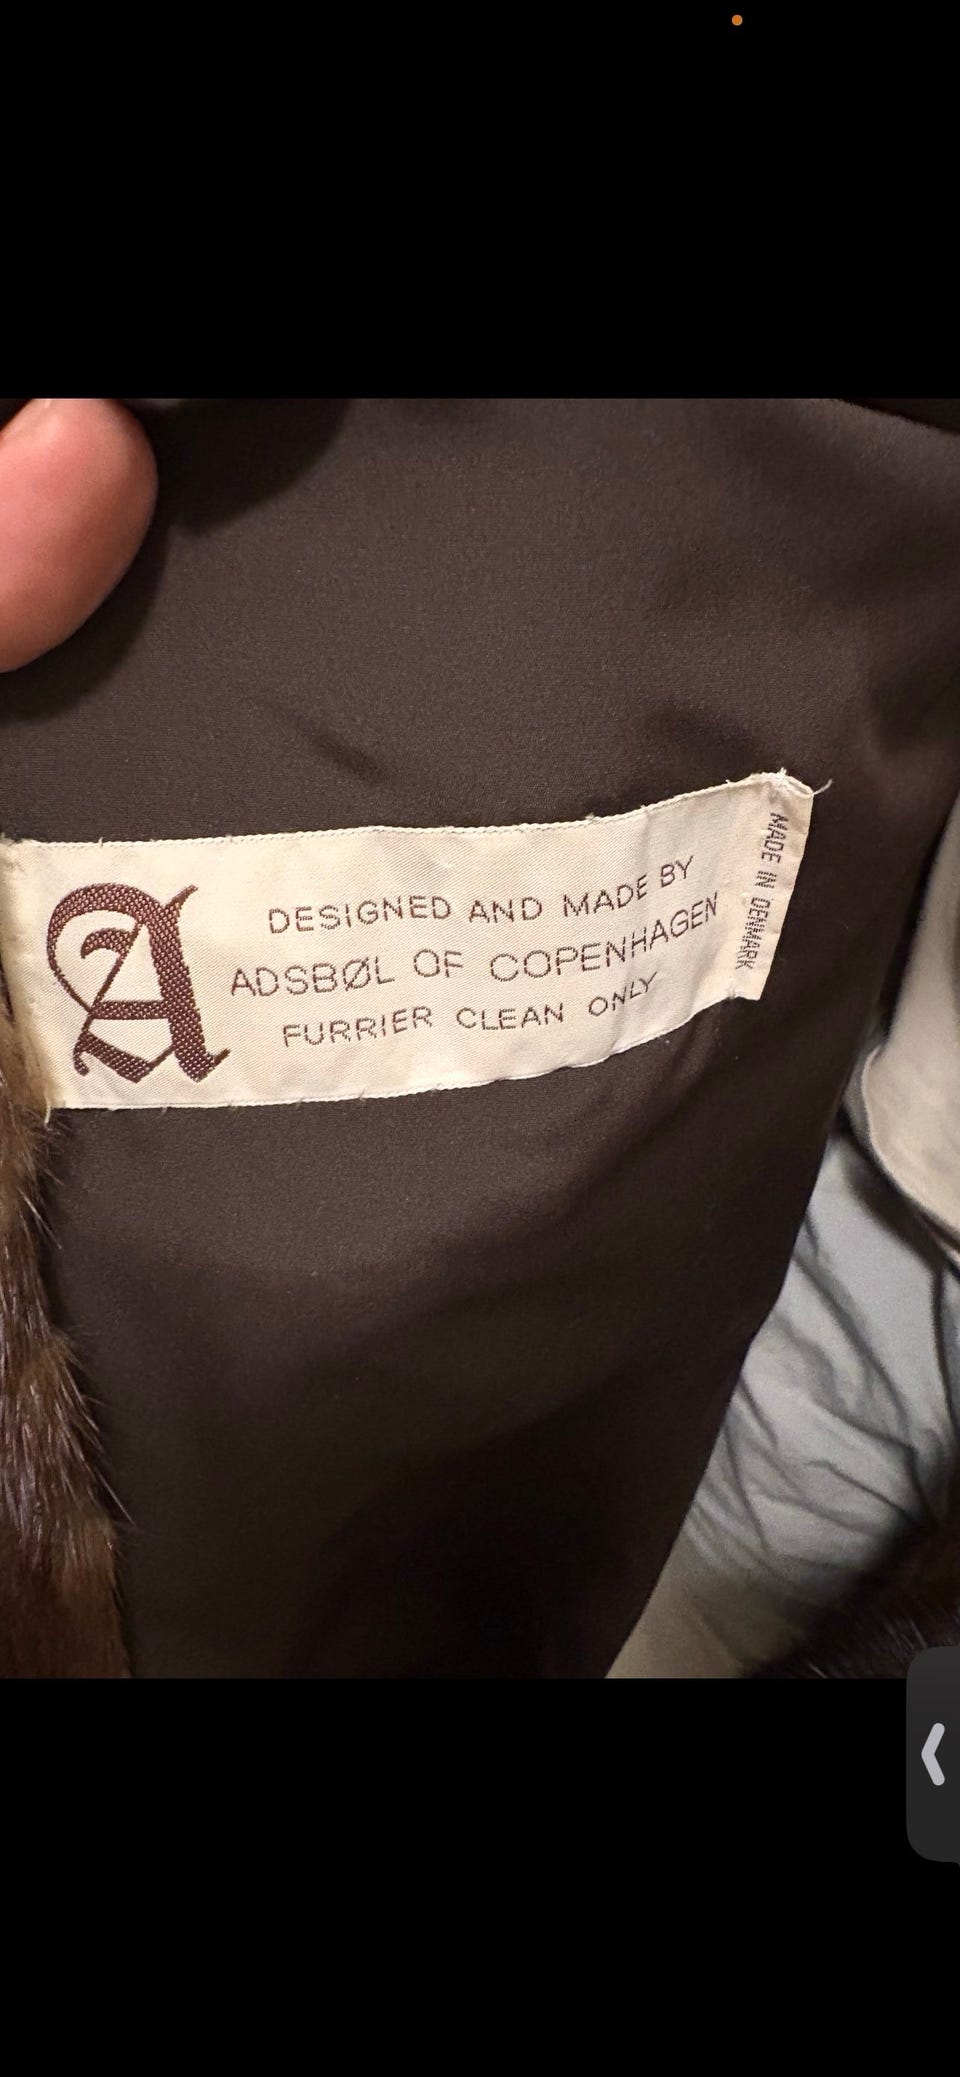 A
DESIGNED AND MADE BY
ADSBØL OF COPENHAGEN
FURRIER CLEAN ONLY
MADE IN DENMARK